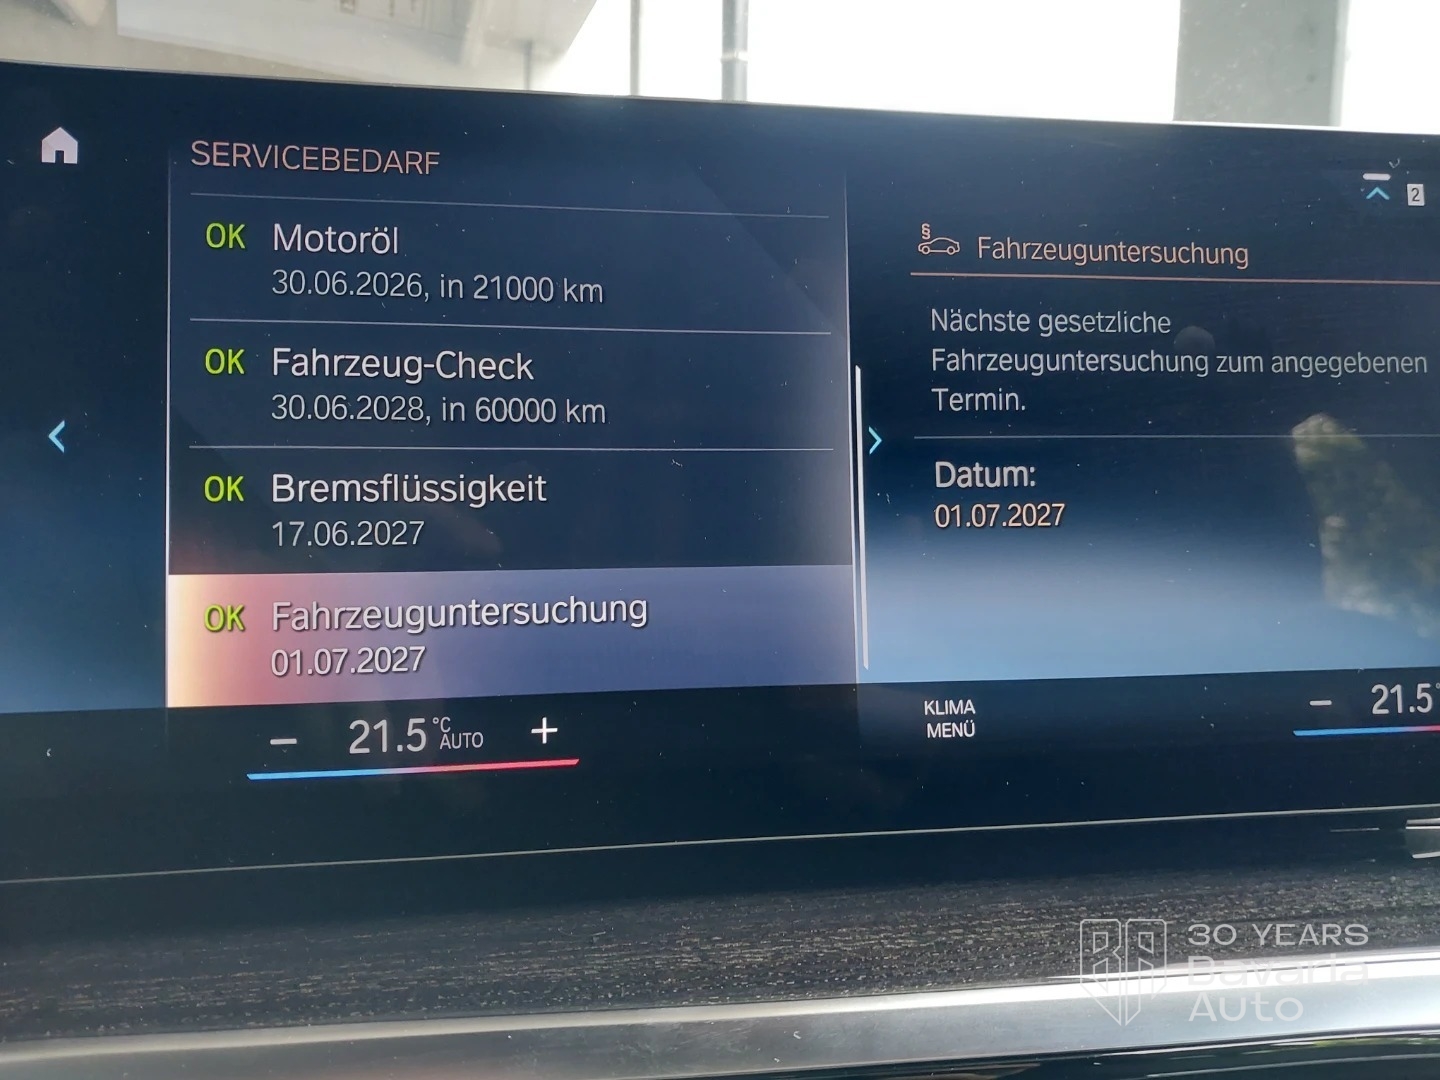 SERVICEBEDARF
OK Motoröl
30.06.2026, in 21000 km
OK Fahrzeug-Check
30.06.2028, in 60000 km
OK Bremsflüssigkeit
17.06.2027
OK Fahrzeuguntersuchung
01.07.2027
2
§
Fahrzeuguntersuchung
Nächste gesetzliche
Fahrzeuguntersuchung zum angegebenen
Termin.
Datum:
01.07.2027
− 21.5 °C AUTO +
KLIMA
MENÜ
− 21.5°
BA
30 YEARS
Bavaria
Auto